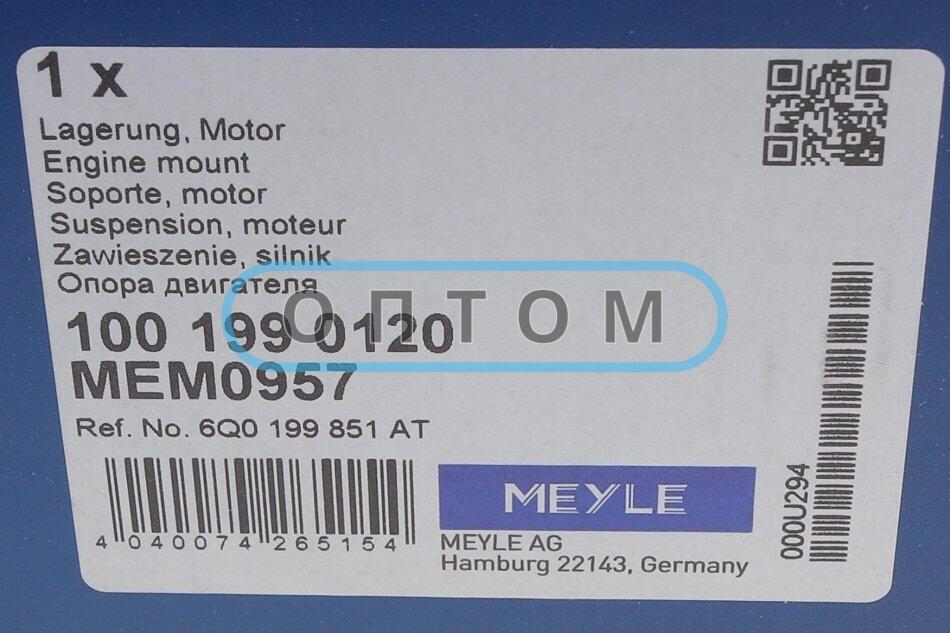 1 x
Lagerung, Motor
Engine mount
Soporte, motor
Suspension, moteur
Zawieszenie, silnik
Опора двигателя
ОПТОМ
100 199 0120
MEM0957
Ref. No. 6Q0 199 851 AT
4 040074 265154
MEYLE
MEYLE AG
Hamburg 22143, Germany
000U294